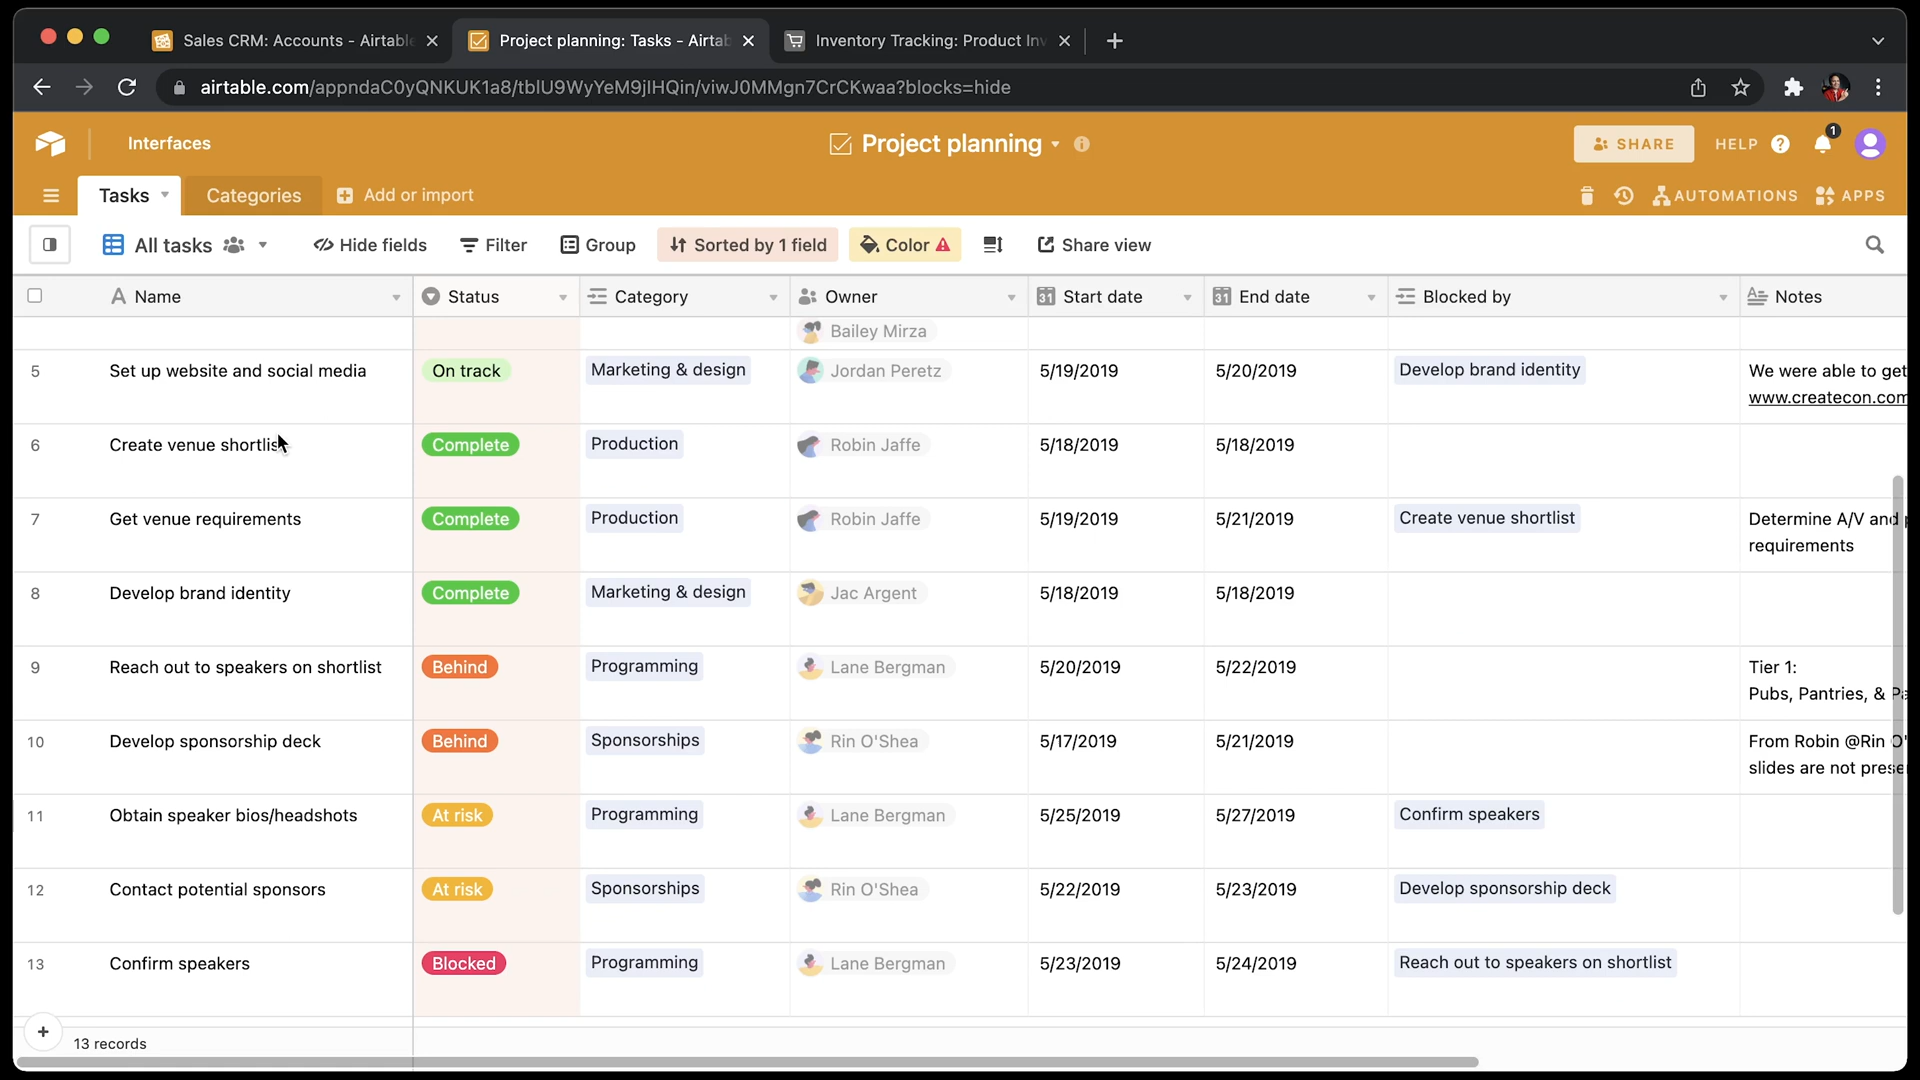 Sales CRM: Accounts - Airtable
Project planning: Tasks - Airtab
Inventory Tracking: Product Inv
airtable.com/appndaC0yQNKUK1a8/tblU9WyYeM9jlHQin/viwJ0MMgn7CrCKwaa?blocks=hide
Interfaces
Project planning
SHARE
HELP
1
Tasks
Categories
Add or import
AUTOMATIONS
APPS
All tasks
Hide fields
Filter
Group
Sorted by 1 field
Color
Share view
Name
Status
Category
Owner
31 Start date
31 End date
Blocked by
Notes
Bailey Mirza
5 Set up website and social media On track Marketing & design Jordan Peretz 5/19/2019 5/20/2019 Develop brand identity We were able to get
www.createcon.com
6 Create venue shortlist Complete Production Robin Jaffe 5/18/2019 5/18/2019
7 Get venue requirements Complete Production Robin Jaffe 5/19/2019 5/21/2019 Create venue shortlist Determine A/V and p
requirements
8 Develop brand identity Complete Marketing & design Jac Argent 5/18/2019 5/18/2019
9 Reach out to speakers on shortlist Behind Programming Lane Bergman 5/20/2019 5/22/2019 Tier 1:
Pubs, Pantries, & Pa
10 Develop sponsorship deck Behind Sponsorships Rin O'Shea 5/17/2019 5/21/2019 From Robin @Rin O'
slides are not prese
11 Obtain speaker bios/headshots At risk Programming Lane Bergman 5/25/2019 5/27/2019 Confirm speakers
12 Contact potential sponsors At risk Sponsorships Rin O'Shea 5/22/2019 5/23/2019 Develop sponsorship deck
13 Confirm speakers Blocked Programming Lane Bergman 5/23/2019 5/24/2019 Reach out to speakers on shortlist
13 records